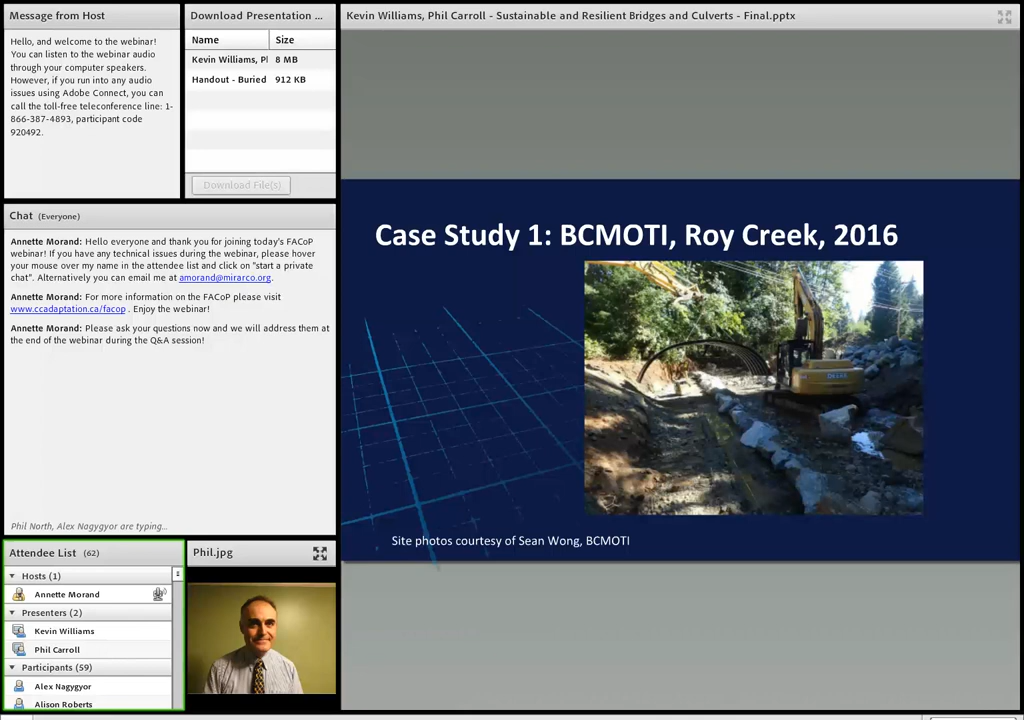 Message from Host
Hello, and welcome to the webinar!
You can listen to the webinar audio
through your computer speakers.
However, if you run into any audio
issues using Adobe Connect, you can
call the toll-free teleconference line: 1-
866-387-4893, participant code
920492.
Download Presentation ...
Name Size
Kevin Williams, Pl 8 MB
Handout - Buried 912 KB
Download File(s)
Chat (Everyone)
Annette Morand: Hello everyone and thank you for joining today's FACoP
webinar! If you have any technical issues during the webinar, please hover
your mouse over my name in the attendee list and click on "start a private
chat". Alternatively you can email me at amorand@mirarco.org.
Annette Morand: For more information on the FACoP please visit
www.ccadaptation.ca/facop . Enjoy the webinar!
Annette Morand: Please ask your questions now and we will address them at
the end of the webinar during the Q&A session!
Phil North, Alex Nagygyor are typing...
Attendee List (62)
Hosts (1)
Annette Morand
Presenters (2)
Kevin Williams
Phil Carroll
Participants (59)
Alex Nagygyor
Alison Roberts
Phil.jpg
Kevin Williams, Phil Carroll - Sustainable and Resilient Bridges and Culverts - Final.pptx
Case Study 1: BCMOTI, Roy Creek, 2016
Site photos courtesy of Sean Wong, BCMOTI